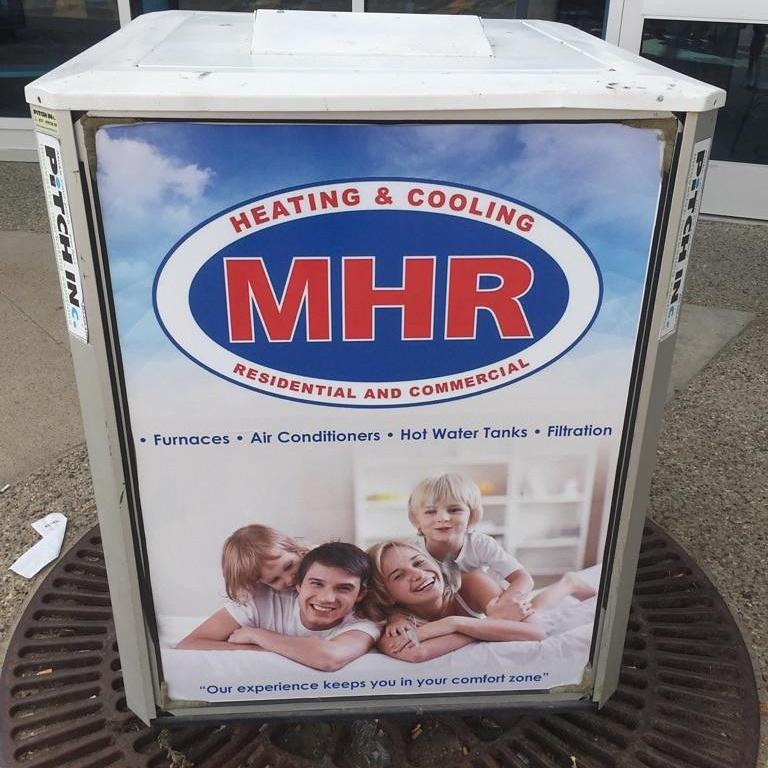 PITCH IN
PITCH IN
HEATING & COOLING
MHR
RESIDENTIAL AND COMMERCIAL
• Furnaces • Air Conditioners • Hot Water Tanks • Filtration
"Our experience keeps you in your comfort zone"